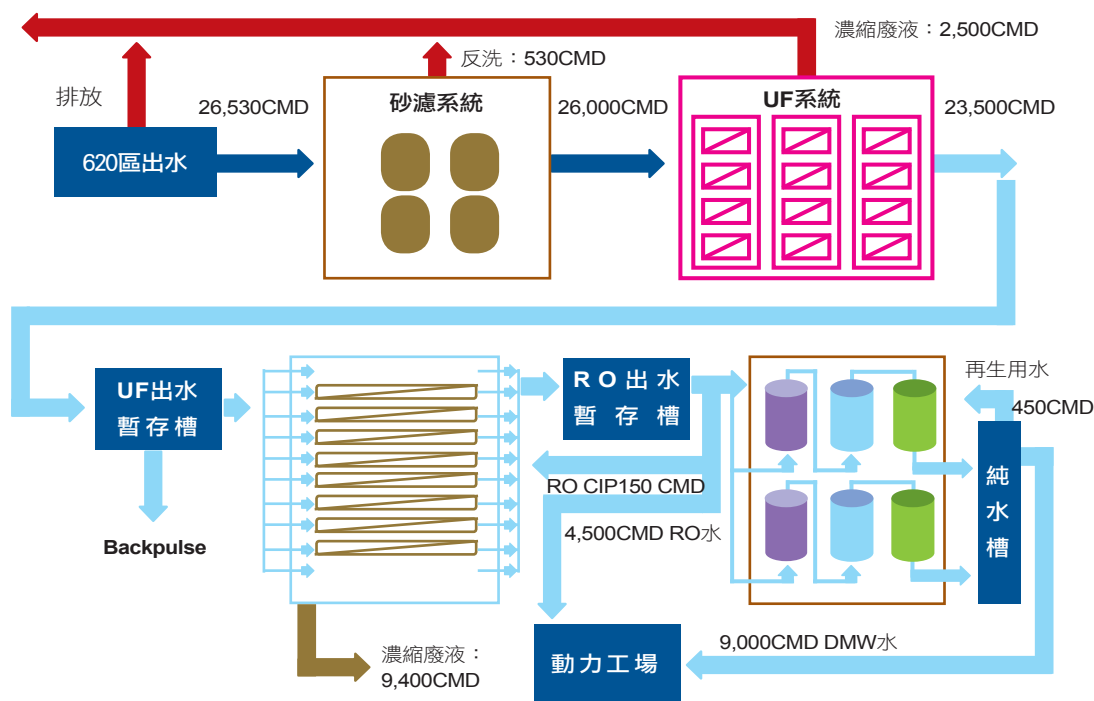 濃縮廢液：2,500CMD
反洗：530CMD
排放
26,530CMD
砂濾系統
26,000CMD
UF系統
23,500CMD
620區出水
UF出水
暫存槽
Backpulse
RO出水
暫存槽
RO CIP150 CMD
4,500CMD RO水
再生用水
450CMD
純水槽
濃縮廢液：
9,400CMD
動力工場
9,000CMD DMW水